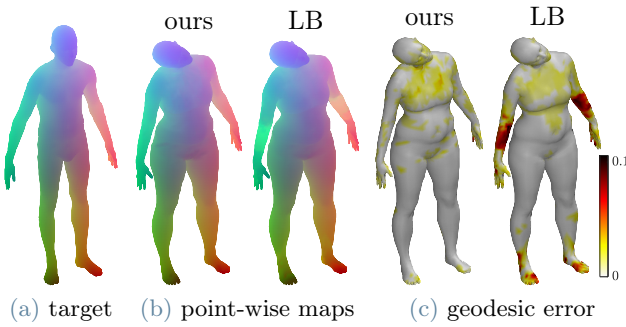 ours LB ours LB
0.1
0
(a) target (b) point-wise maps (c) geodesic error